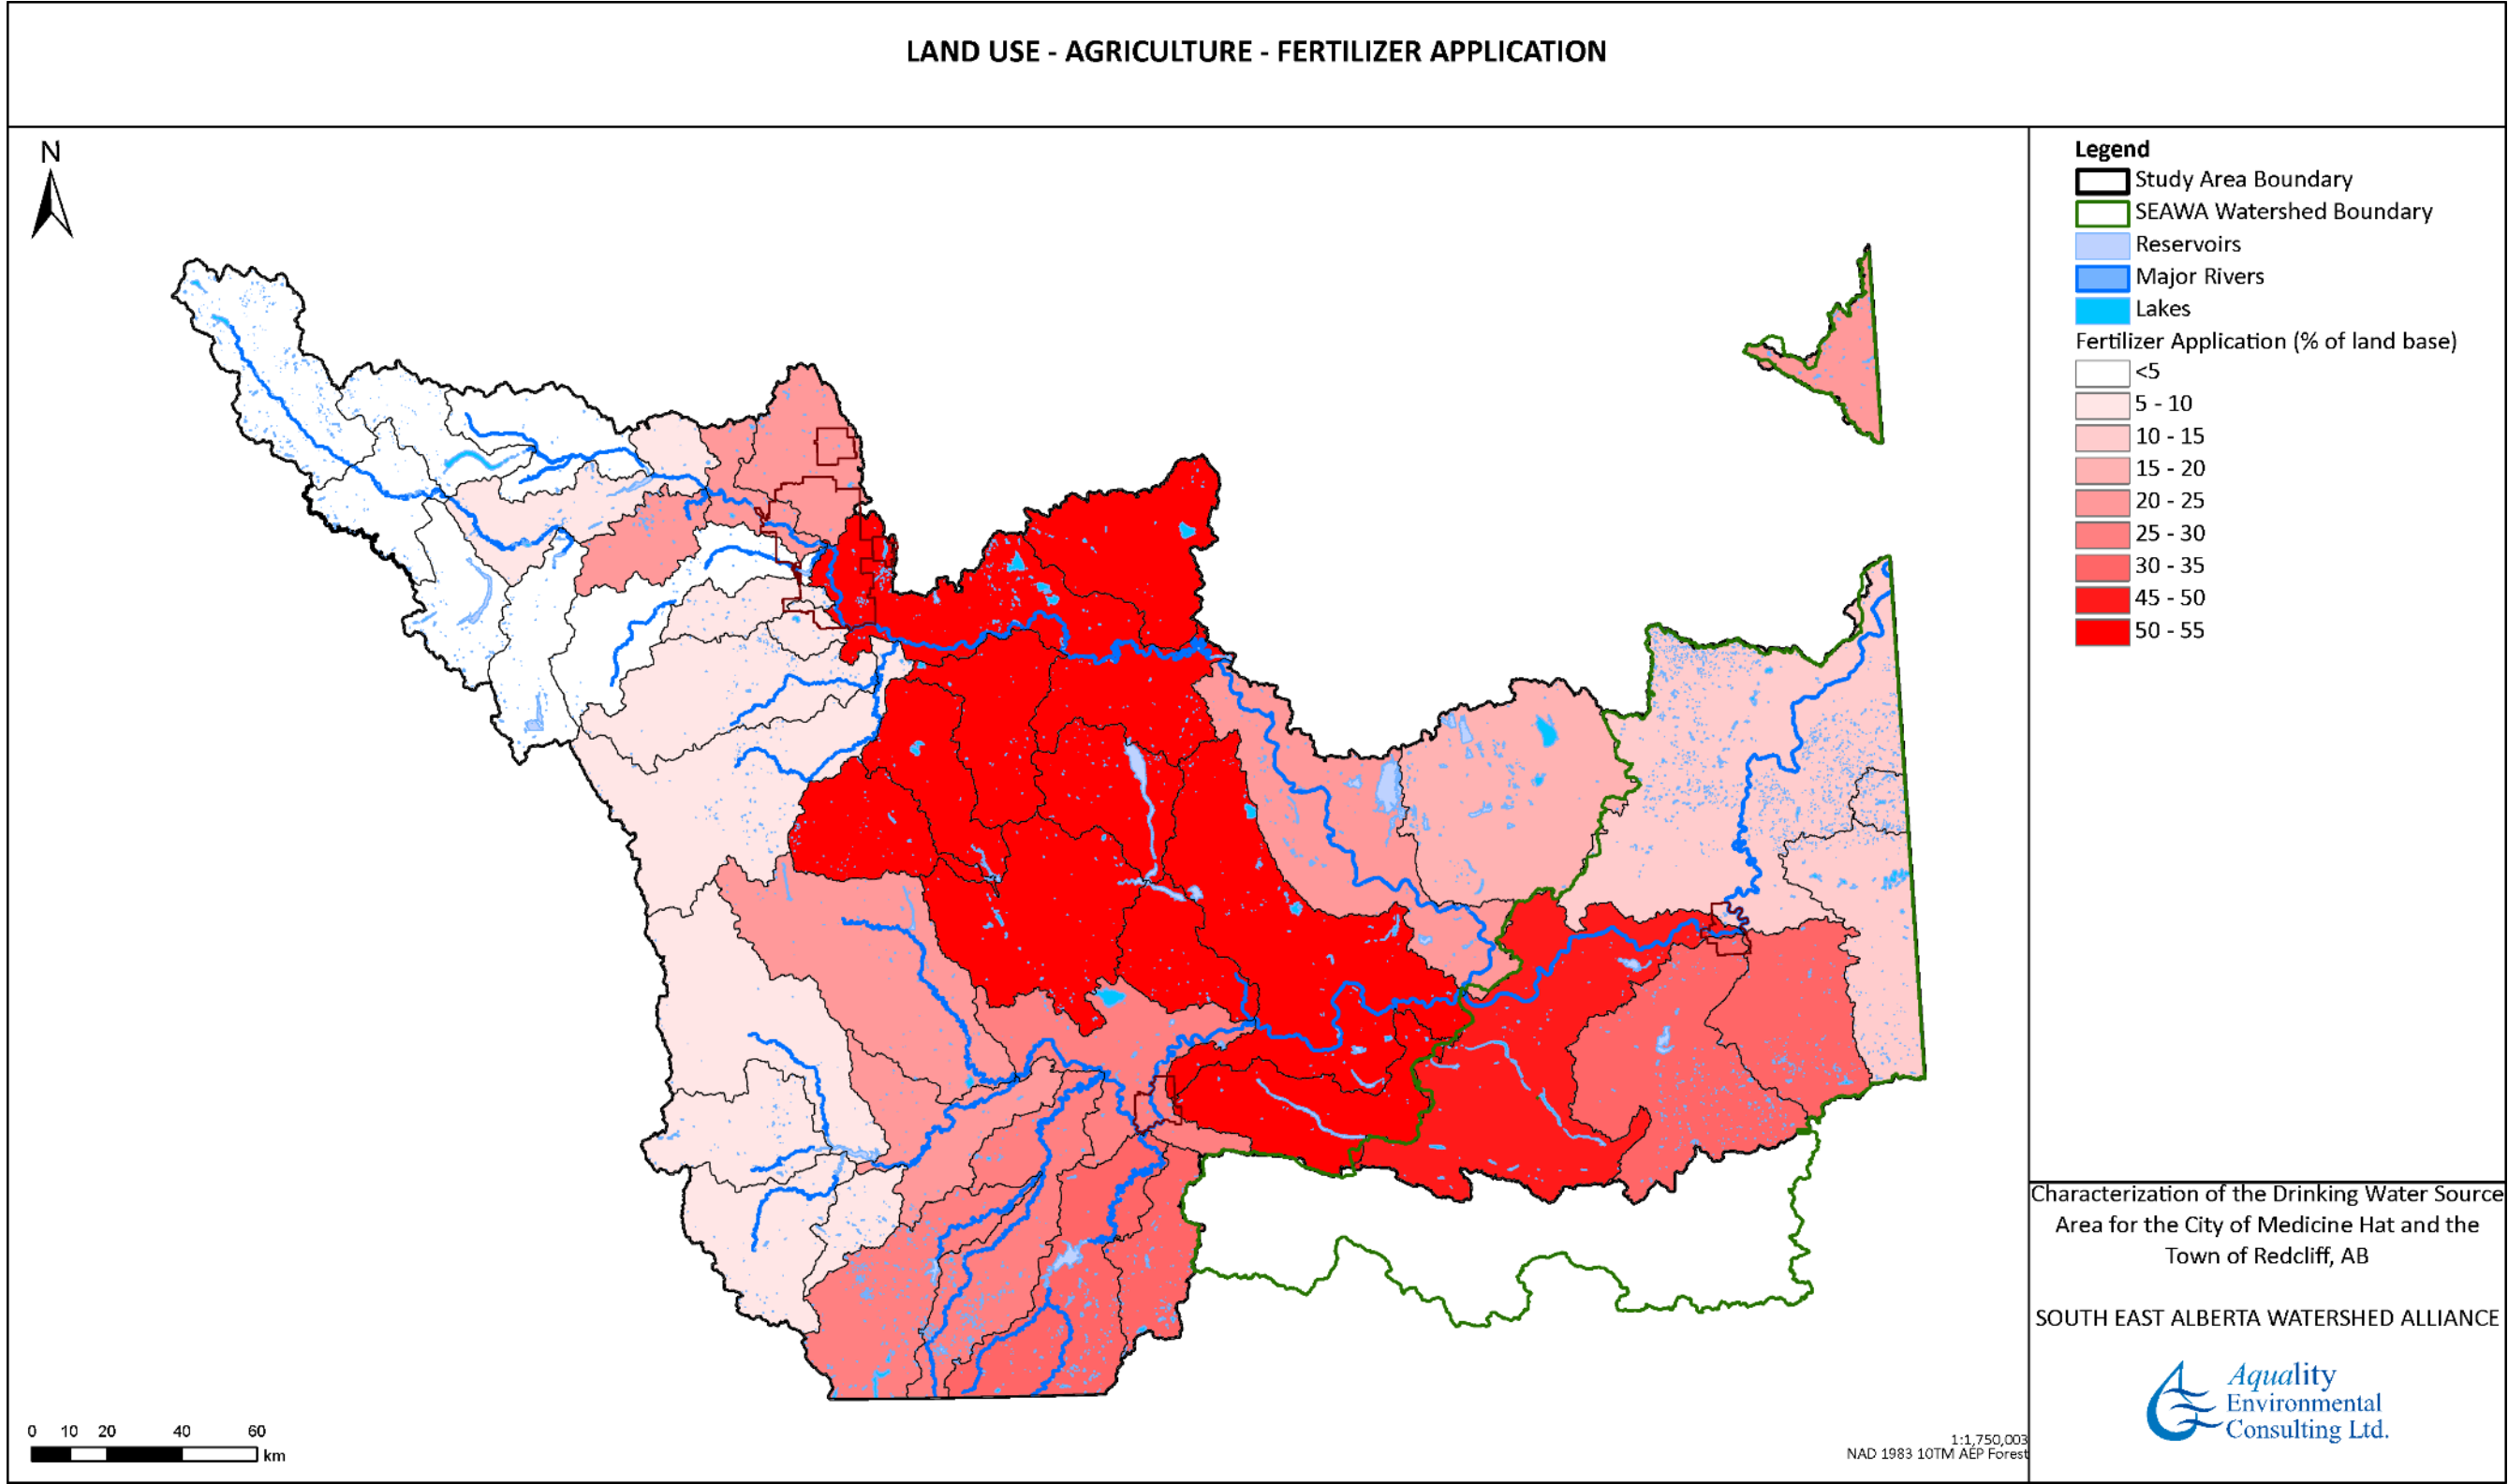 LAND USE - AGRICULTURE - FERTILIZER APPLICATION
N
Legend
Study Area Boundary
SEAWA Watershed Boundary
Reservoirs
Major Rivers
Lakes
Fertilizer Application (% of land base)
<5
5 - 10
10 - 15
15 - 20
20 - 25
25 - 30
30 - 35
45 - 50
50 - 55
Characterization of the Drinking Water Source
Area for the City of Medicine Hat and the
Town of Redcliff, AB
SOUTH EAST ALBERTA WATERSHED ALLIANCE
Aquality
Environmental
Consulting Ltd.
0 10 20 40 60
km
1:1,750,003
NAD 1983 10TM AEP Forest